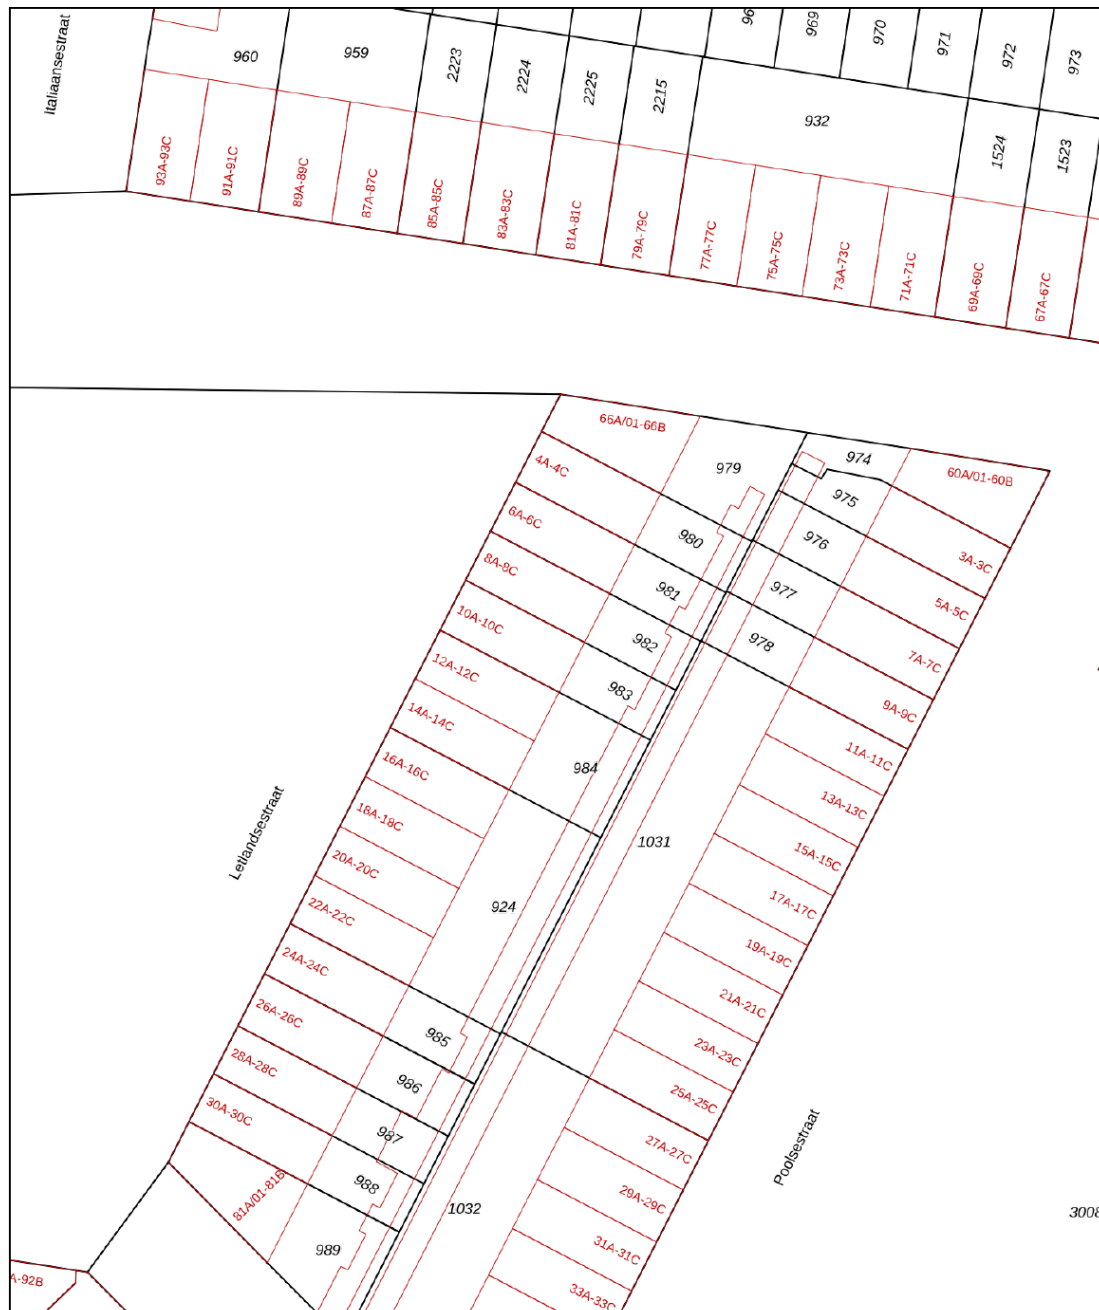 Italiaansestraat
960
959
2223
2224
2225
2215
969
970
971
972
973
932
1524
1523
93A-93C
91A-91C
89A-89C
87A-87C
85A-85C
83A-83C
81A-81C
79A-79C
77A-77C
75A-75C
73A-73C
71A-71C
69A-69C
67A-67C
66A/01-66B
979
974
60A/01-60B
4A-4C
975
6A-6C
980
976
3A-3C
8A-8C
981
977
5A-5C
10A-10C
982
978
7A-7C
12A-12C
983
9A-9C
14A-14C
984
11A-11C
16A-16C
13A-13C
18A-18C
1031
15A-15C
Letlandsestraat
20A-20C
924
17A-17C
22A-22C
19A-19C
24A-24C
21A-21C
26A-26C
985
23A-23C
28A-28C
986
25A-25C
30A-30C
987
27A-27C
Poolsestraat
81A/01-81B
988
1032
29A-29C
3008
989
31A-31C
A-92B
33A-33C